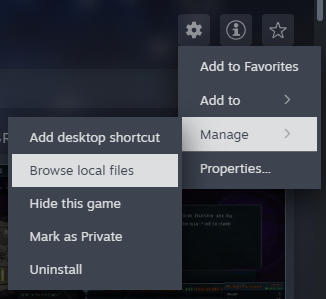 Add to Favorites
Add to
Manage
Properties...
Add desktop shortcut
Browse local files
Hide this game
Mark as Private
Uninstall